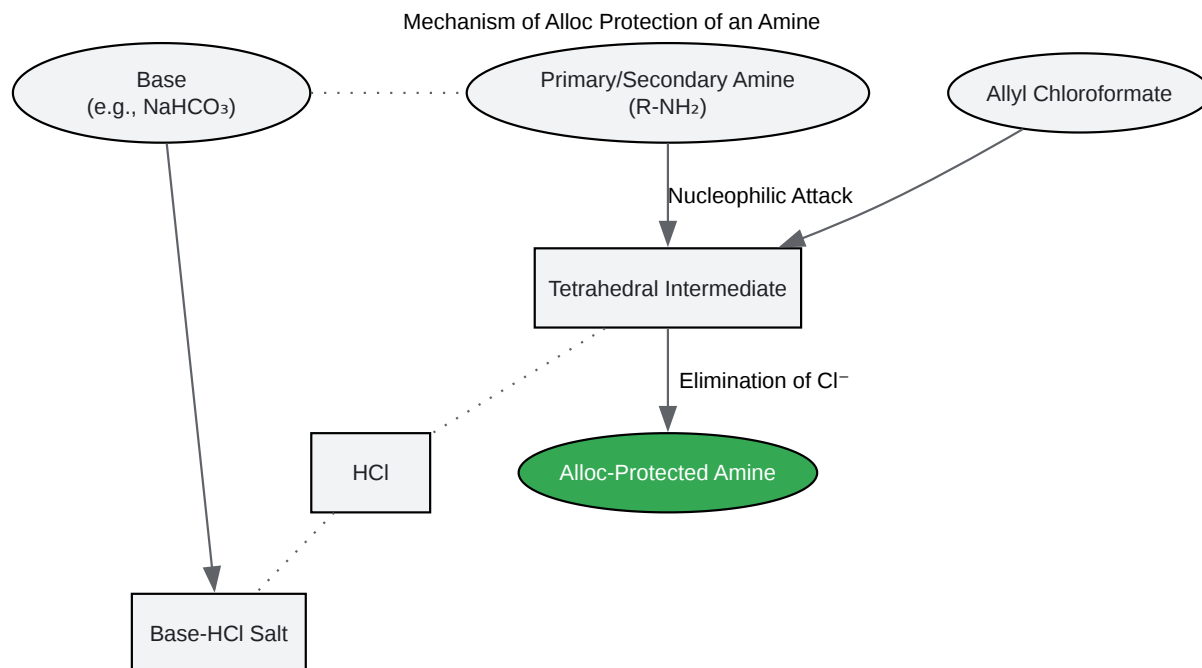 Mechanism of Alloc Protection of an Amine
Base
(e.g., NaHCO₃)
Primary/Secondary Amine
(R-NH₂)
Allyl Chloroformate
Nucleophilic Attack
Tetrahedral Intermediate
Elimination of Cl⁻
HCl
Alloc-Protected Amine
Base-HCl Salt